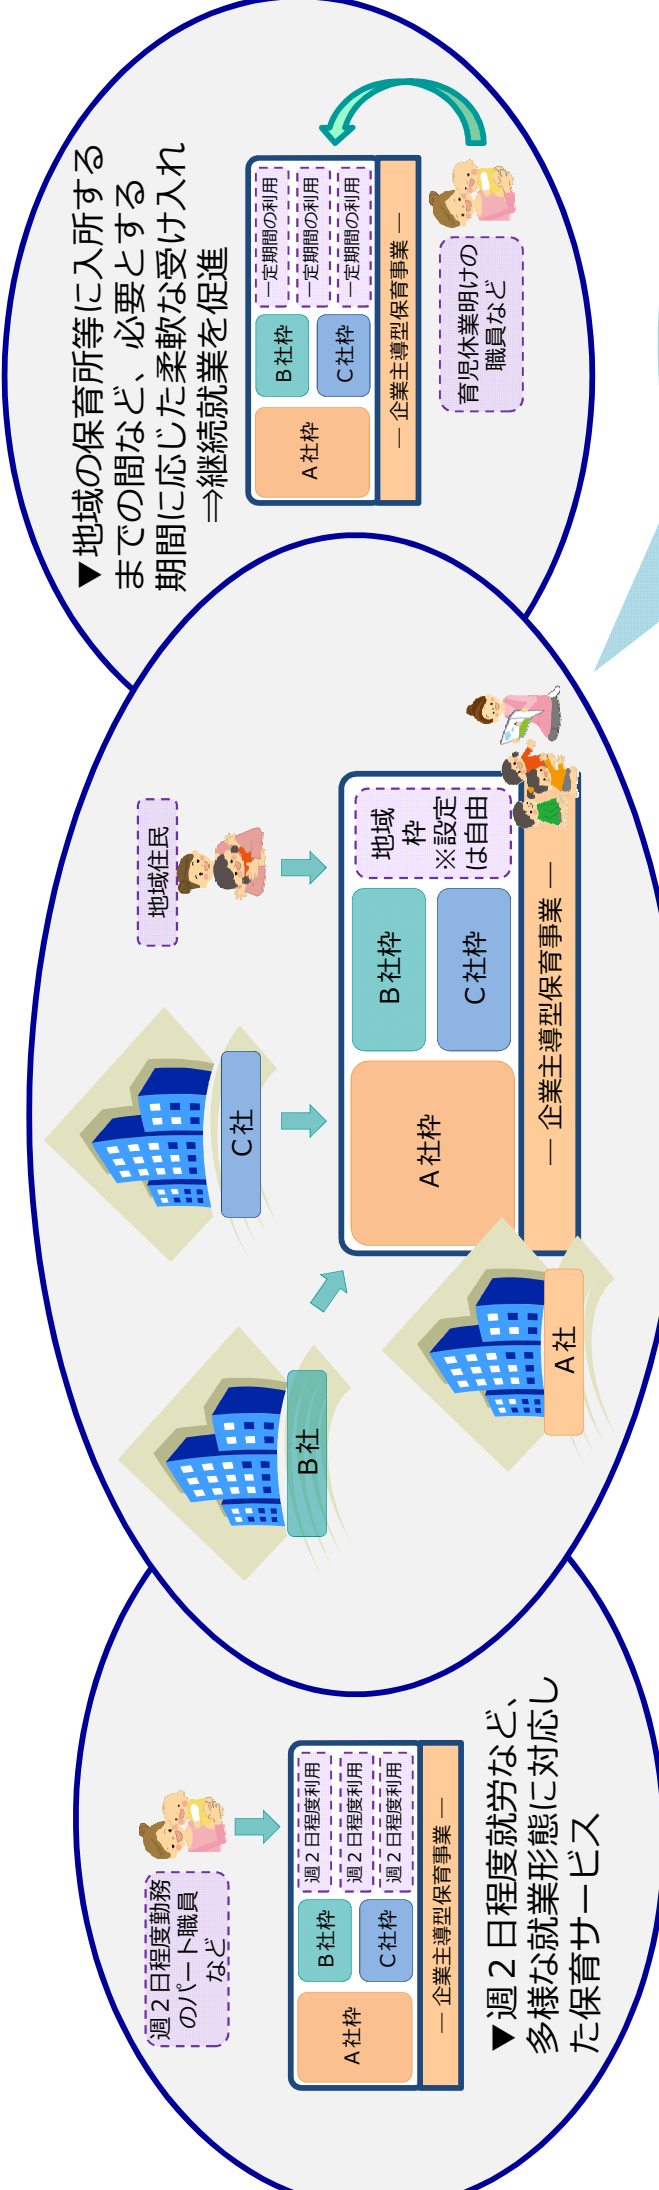 週２日程度勤務
のパート職員
など
Ａ社枠
Ｂ社枠
Ｃ社枠
週２日程度利用
週２日程度利用
週２日程度利用
― 企業主導型保育事業 ―
▼週２日程度就労など、
多様な就業形態に対応し
た保育サービス
Ｂ社
Ｃ社
Ａ社
地域住民
Ａ社枠
Ｂ社枠
Ｃ社枠
地域
枠
※設定
は自由
― 企業主導型保育事業 ―
▼地域の保育所等に入所する
までの間など、必要とする
期間に応じた柔軟な受け入れ
⇒継続就業を促進
Ａ社枠
Ｂ社枠
Ｃ社枠
一定期間の利用
一定期間の利用
一定期間の利用
― 企業主導型保育事業 ―
育児休業明けの
職員など